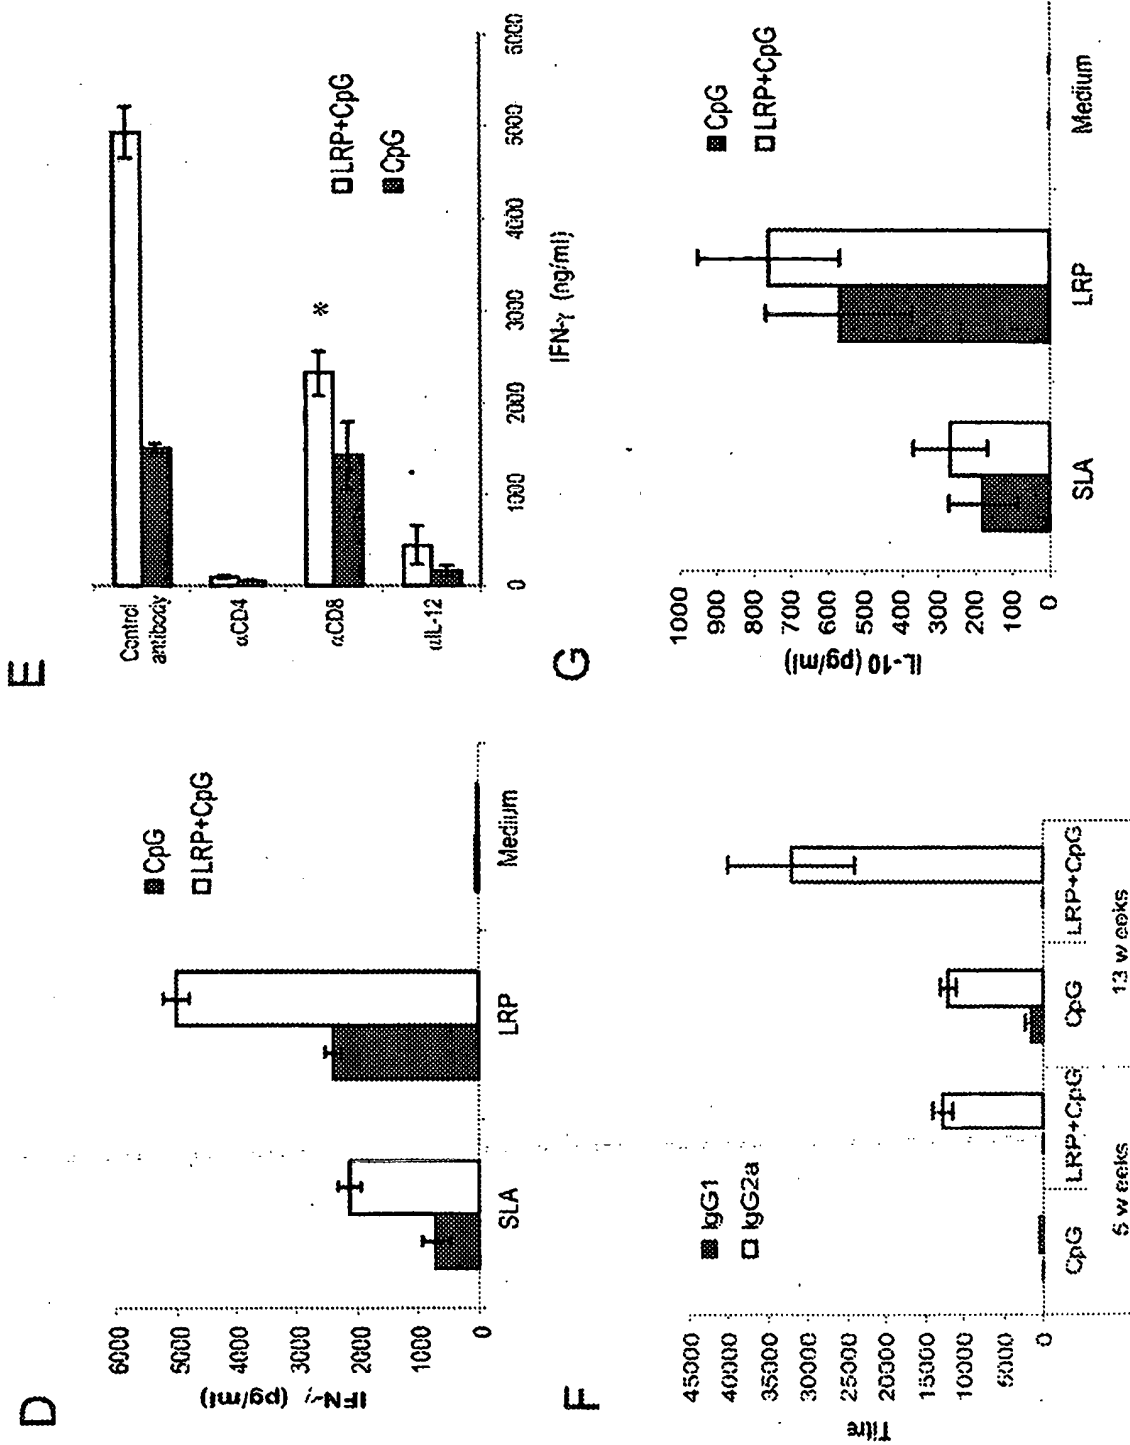 D
IFN-γ (pg/ml)
6000
5000
4000
3000
2000
1000
0
CpG
LRP+CpG
SLA
LRP
Medium
E
Control
antibody
αCD4
αCD8
αIL-12
*
LRP+CpG
CpG
0
1000
2000
3000
4000
5000
6000
IFN-γ (ng/ml)
F
Titre
45000
40000
35000
30000
25000
20000
15000
10000
5000
0
IgG1
IgG2a
CpG
LRP+CpG
CpG
LRP+CpG
5 weeks
13 weeks
G
IL-10 (pg/ml)
1000
900
800
700
600
500
400
300
200
100
0
CpG
LRP+CpG
SLA
LRP
Medium